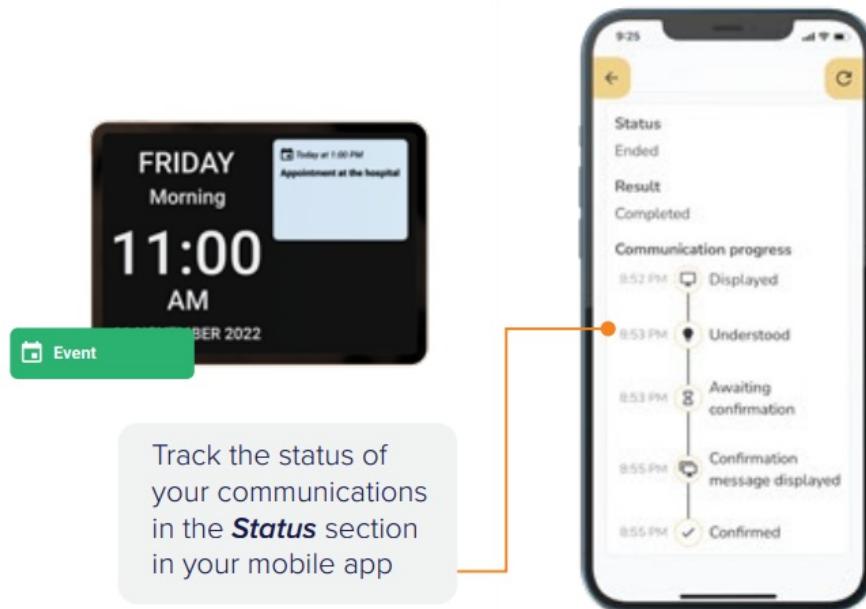 FRIDAY
Morning
11:00
AM
BER 2022
Today at 1:00 PM
Appointment at the hospital
Event
Track the status of
your communications
in the Status section
in your mobile app
9:25
Status
Ended
Result
Completed
Communication progress
8:52 PM Displayed
8:53 PM Understood
8:53 PM Awaiting
confirmation
8:55 PM Confirmation
message displayed
8:55 PM Confirmed